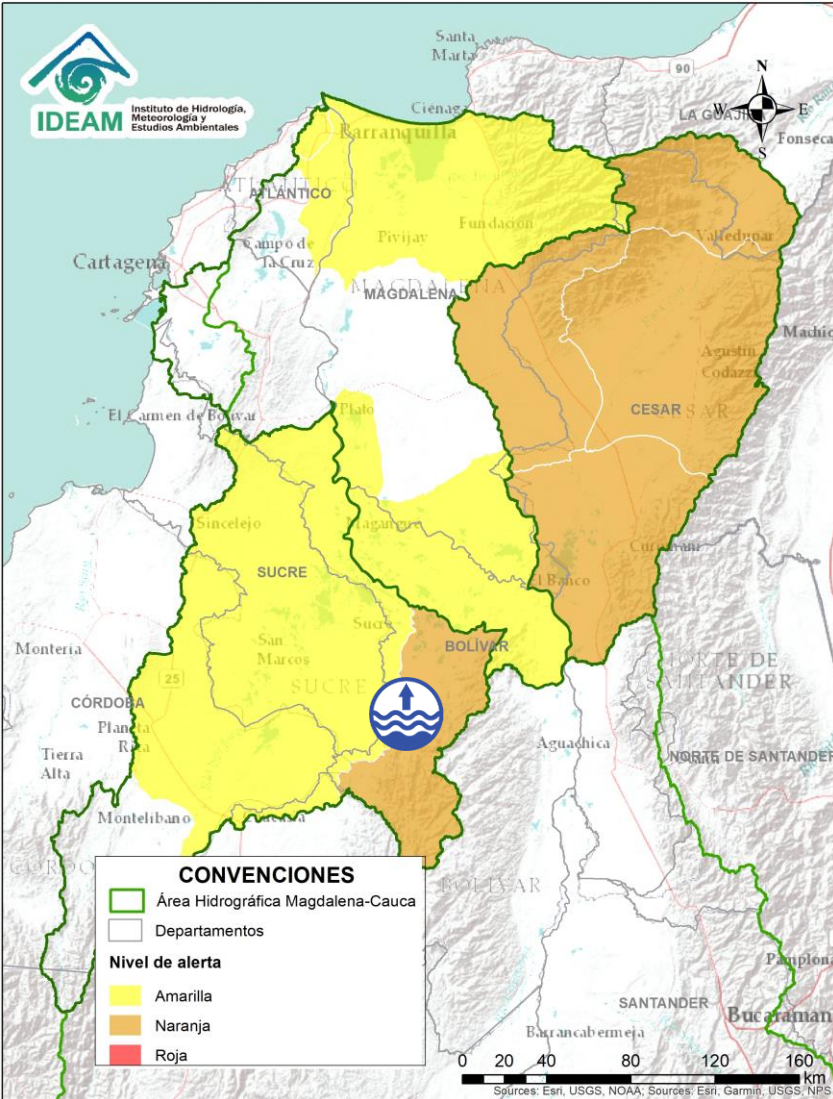 IDEAM
Instituto de Hidrología,
Meteorología y
Estudios Ambientales
Santa
Marta
90
N
W
E
S
LA GUAJI
Fonseca
Ciénaga
Barranquilla
ATLÁNTICO
Campo de
la Cruz
Pivijay
Fundación
Valledupar
Cartagena
MAGDALENA
MAGDALENA
Agustín
Codazzi
El Carmen de Bolívar
Plato
CESAR
CESAR
Sincelejo
Magangué
SUCRE
El Banco
Sucre
San
Marcos
SUCRE
BOLÍVAR
Montería
25
CÓRDOBA
Planeta
Rica
Tierra
Alta
NORTE DE
SANTANDER
Aguachica
NORTE DE SANTANDER
Montelíbano
BOLÍVAR
CONVENCIONES
Área Hidrográfica Magdalena-Cauca
Departamentos
Nivel de alerta
Amarilla
Naranja
Roja
Pamplona
SANTANDER
Bucaraman
Barrancabermeja
0 20 40 80 120 160
km
Sources: Esri, USGS, NOAA; Sources: Esri, Garmin, USGS, NPS